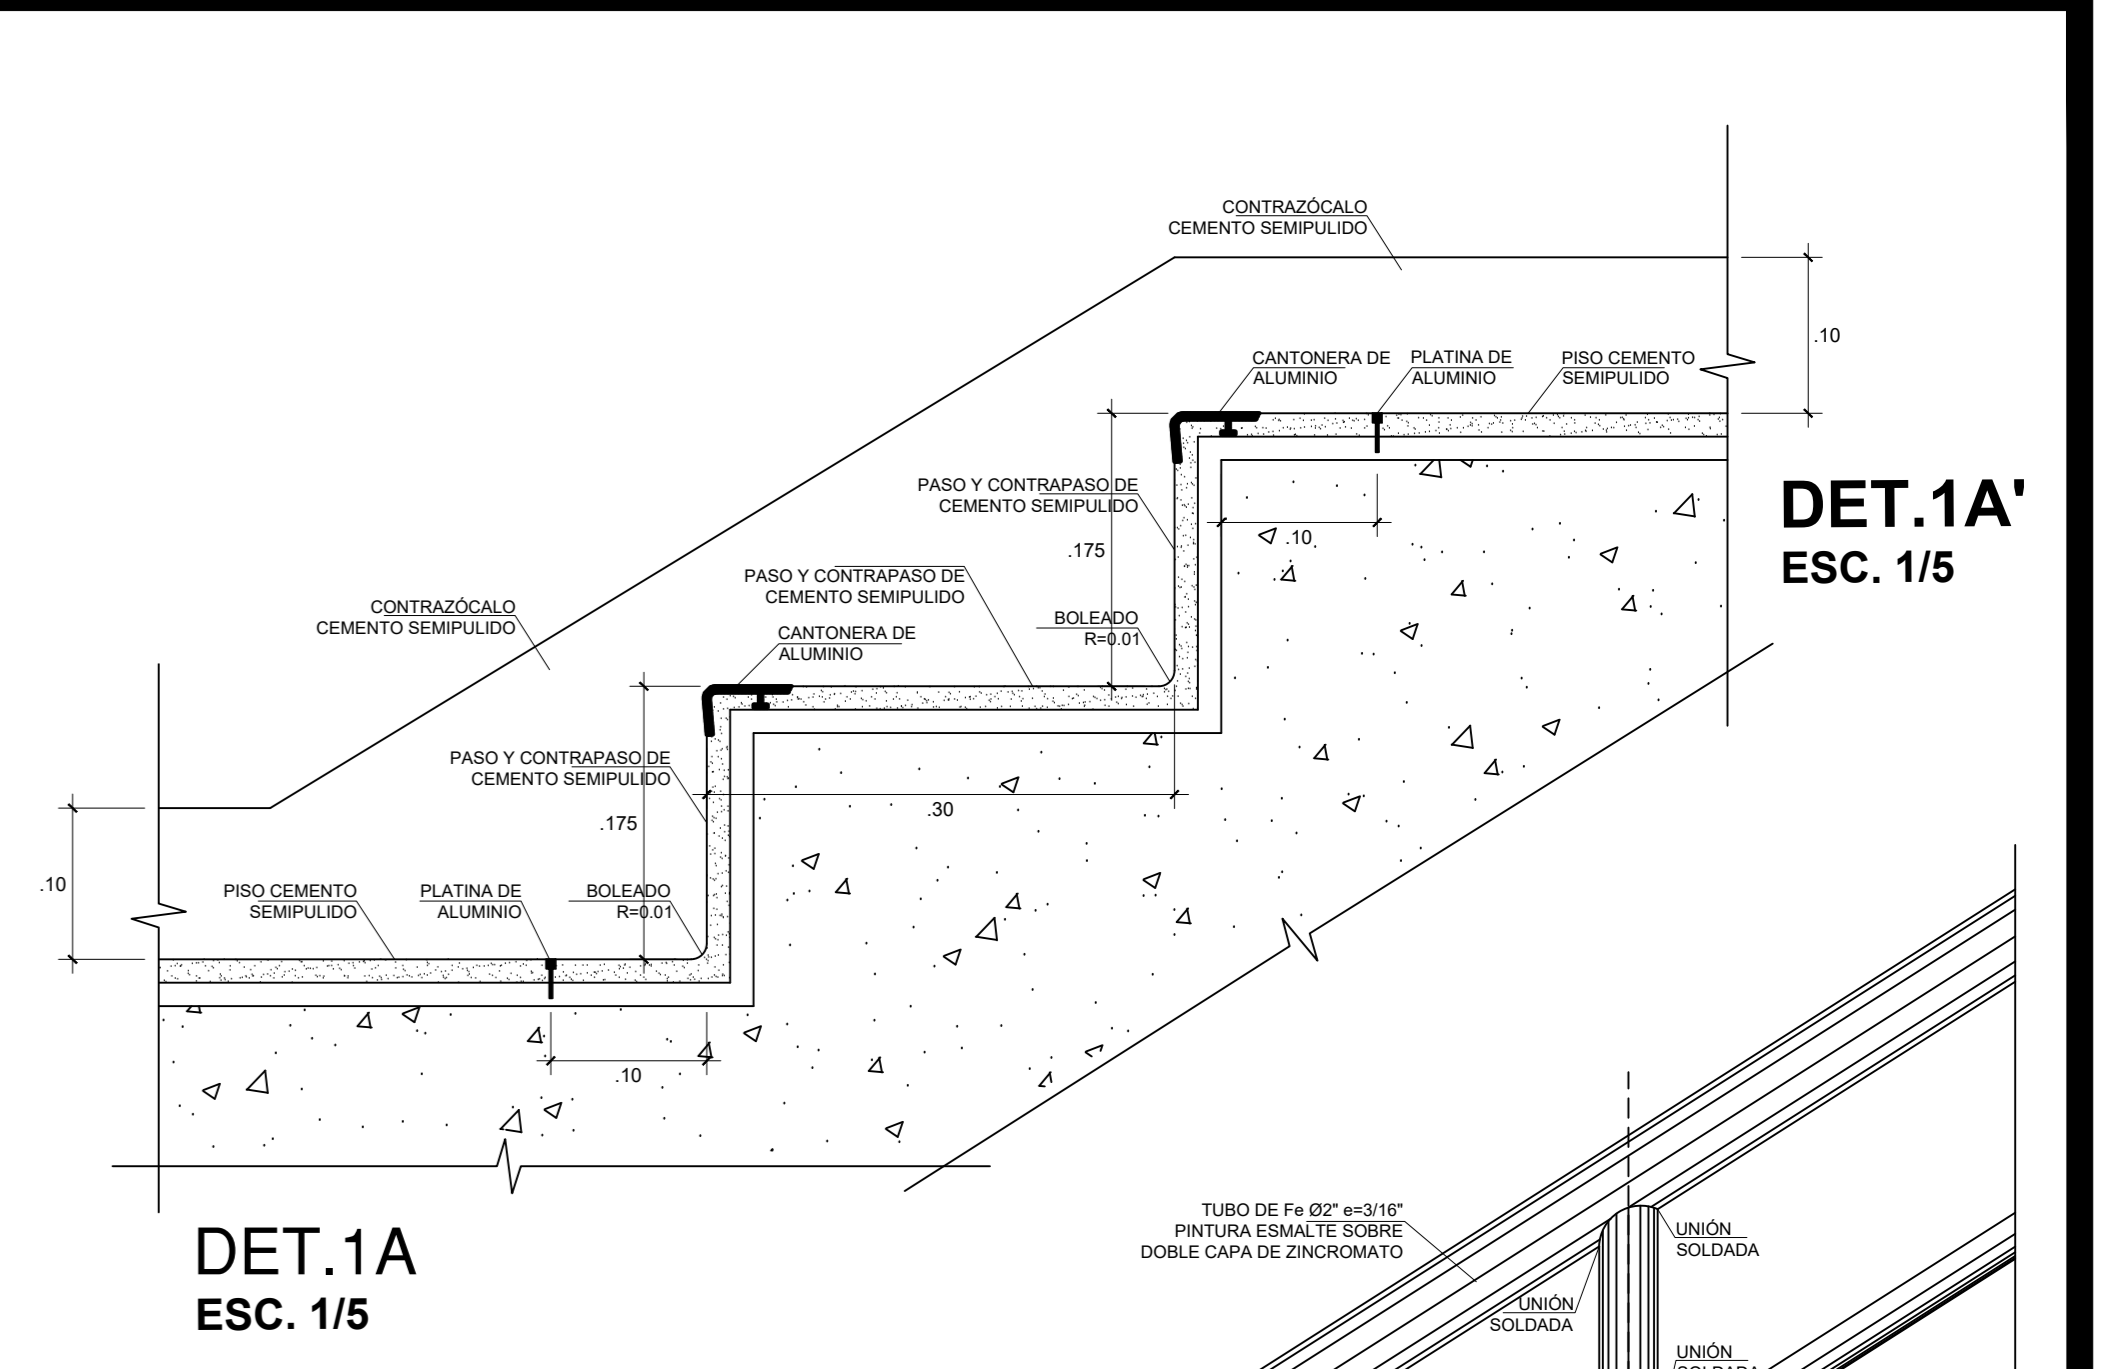 CONTRAZÓCALO
CEMENTO SEMIPULIDO
.10
CANTONERA DE
ALUMINIO
PLATINA DE
ALUMINIO
PISO CEMENTO
SEMIPULIDO
PASO Y CONTRAPASO DE
CEMENTO SEMIPULIDO
DET.1A'
ESC. 1/5
.10
.175
PASO Y CONTRAPASO DE
CEMENTO SEMIPULIDO
CONTRAZÓCALO
CEMENTO SEMIPULIDO
BOLEADO
R=0.01
CANTONERA DE
ALUMINIO
PASO Y CONTRAPASO DE
CEMENTO SEMIPULIDO
.30
.175
.10
PISO CEMENTO
SEMIPULIDO
PLATINA DE
ALUMINIO
BOLEADO
R=0.01
.10
DET.1A
ESC. 1/5
TUBO DE Fe Ø2" e=3/16"
PINTURA ESMALTE SOBRE
DOBLE CAPA DE ZINCROMATO
UNIÓN
SOLDADA
UNIÓN
SOLDADA
UNIÓN
SOLDADA